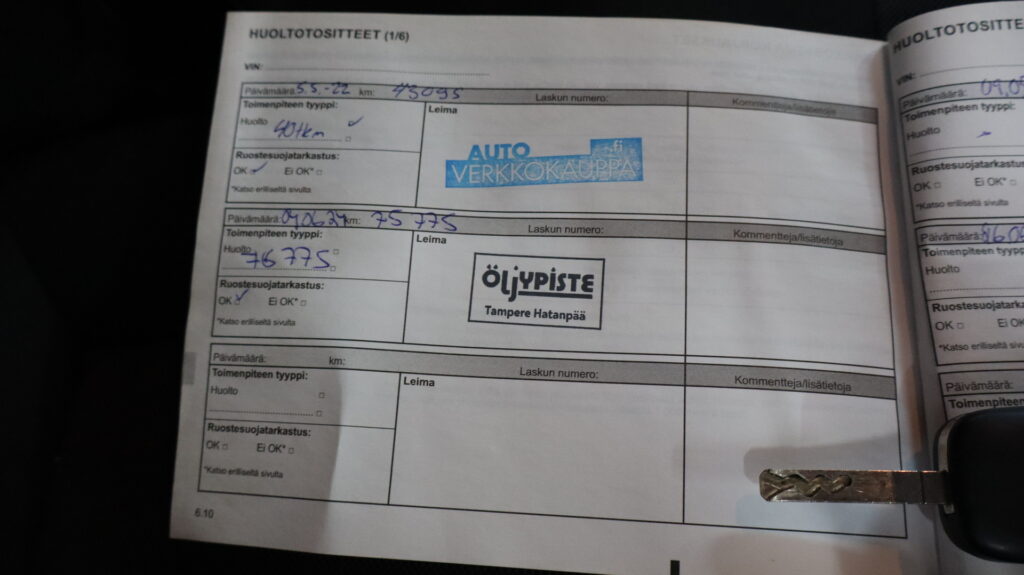 HUOLTOTOSITTEET (1/6)
VIN:
Päivämäärä: 5 5.-22 km: 43095 Laskun numero: Kommentteja/lisätietoja
Toimenpiteen tyyppi:
Huolto 40tkm
Leima
AUTO .fi
VERKKOKAUPPA
Ruostesuojatarkastus:
OK Ei OK*
*Katso erilliseltä sivulta
Päivämäärä: km: 75 775 Laskun numero: Kommentteja/lisätietoja
Toimenpiteen tyyppi:
Huolto 76 775
Leima
ÖLJYPISTE
Tampere Hatanpää
Ruostesuojatarkastus:
OK Ei OK*
*Katso erilliseltä sivulta
Päivämäärä: km: Laskun numero: Kommentteja/lisätietoja
Toimenpiteen tyyppi:
Huolto
Leima
Ruostesuojatarkastus:
OK Ei OK*
*Katso erilliseltä sivulta
6.10
HUOLTOTOSITTE
VIN:
Päivämäärä:
Toimenpiteen tyyppi:
Huolto
Ruostesuojatarkastus:
OK Ei OK*
*Katso erilliseltä sivulta
Päivämäärä:
Toimenpiteen tyyppi:
Huolto
Ruostesuojatarkastus:
OK Ei OK
*Katso erilliseltä sivulta
Päivämäärä:
Toimenpiteen